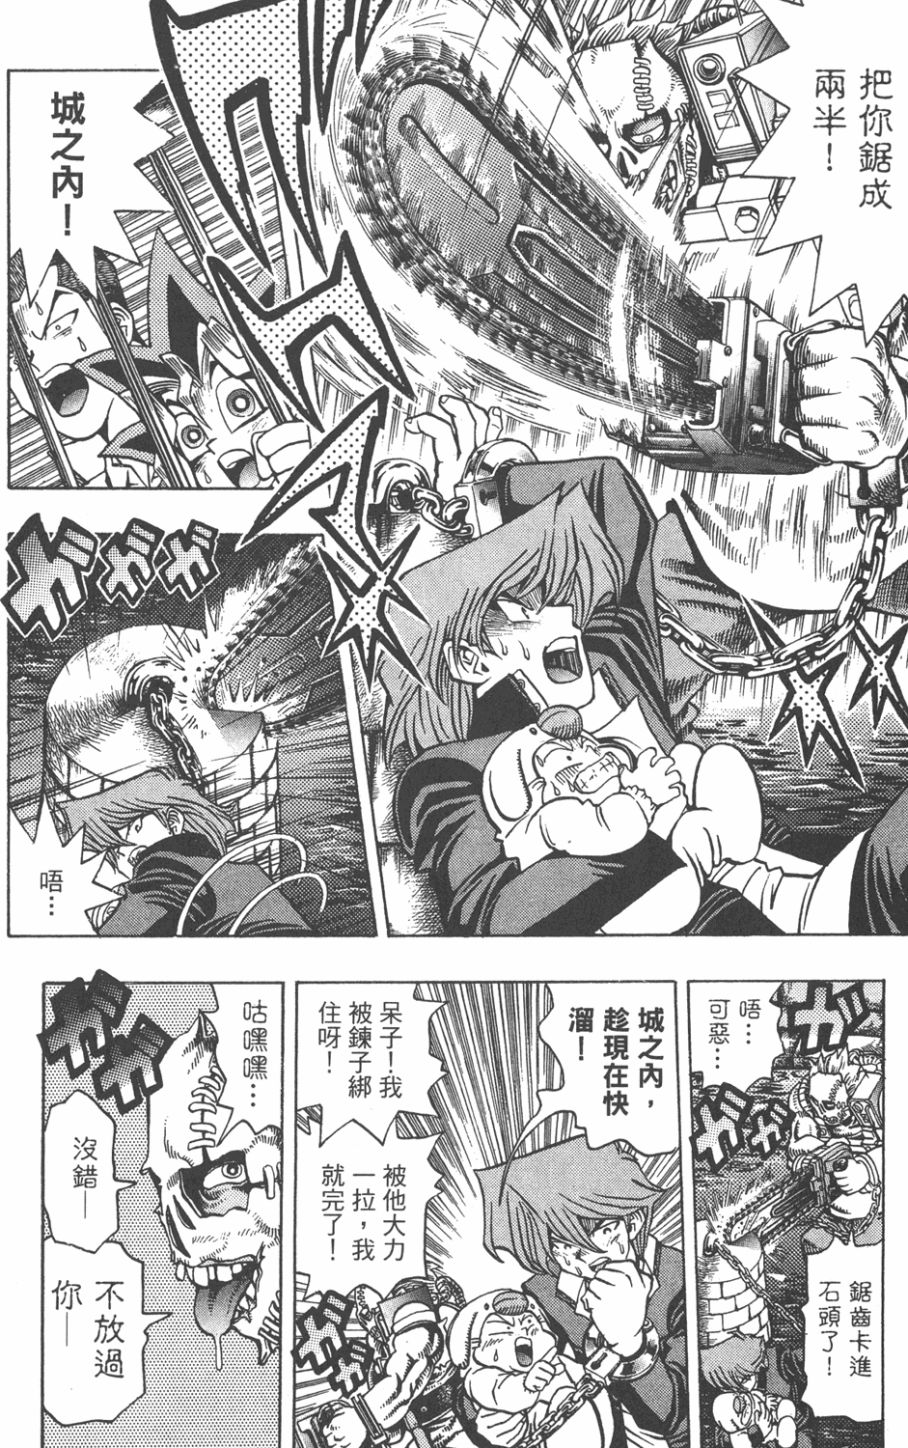 把你鋸成
兩半！
城之內！
ガガガ
唔…
ガ
唔…
可惡…
ガガ
鋸齒卡進
石頭了！
城之內，
趁現在快
溜！
呆子！我
被鍊子綁
住呀！
被他大力
一拉，我
就完了！
ガガ
咕嘿嘿…
ガガ
沒錯—
不放過
你—